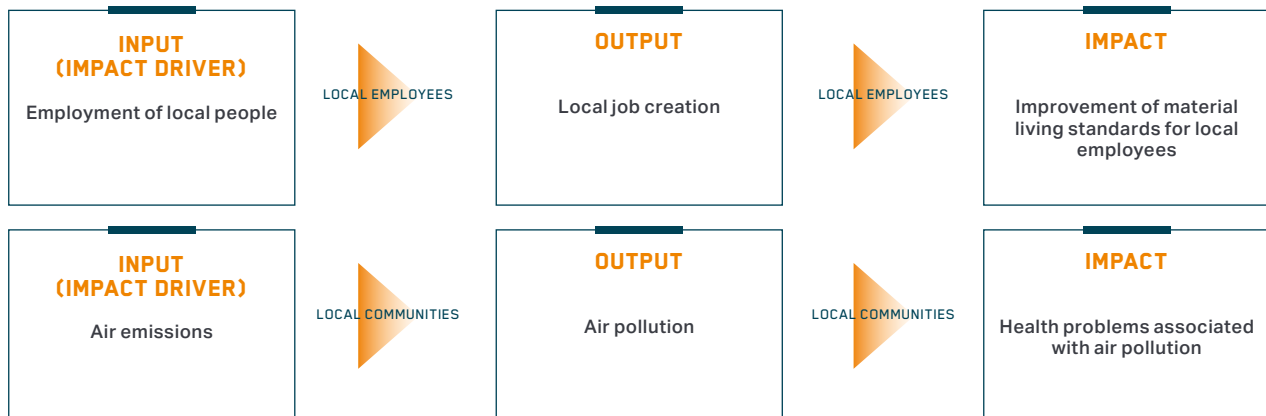 INPUT
(IMPACT DRIVER)
Employment of local people
LOCAL EMPLOYEES
OUTPUT
Local job creation
LOCAL EMPLOYEES
IMPACT
Improvement of material
living standards for local
employees
INPUT
(IMPACT DRIVER)
Air emissions
LOCAL COMMUNITIES
OUTPUT
Air pollution
LOCAL COMMUNITIES
IMPACT
Health problems associated
with air pollution